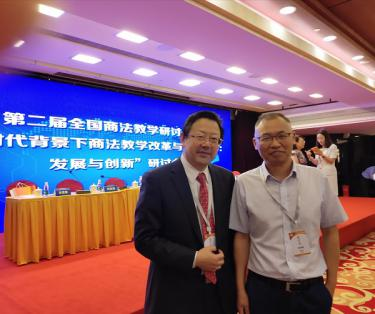 第二届全国商法教学研讨
时代背景下商法教学改革与
发展与创新”研讨